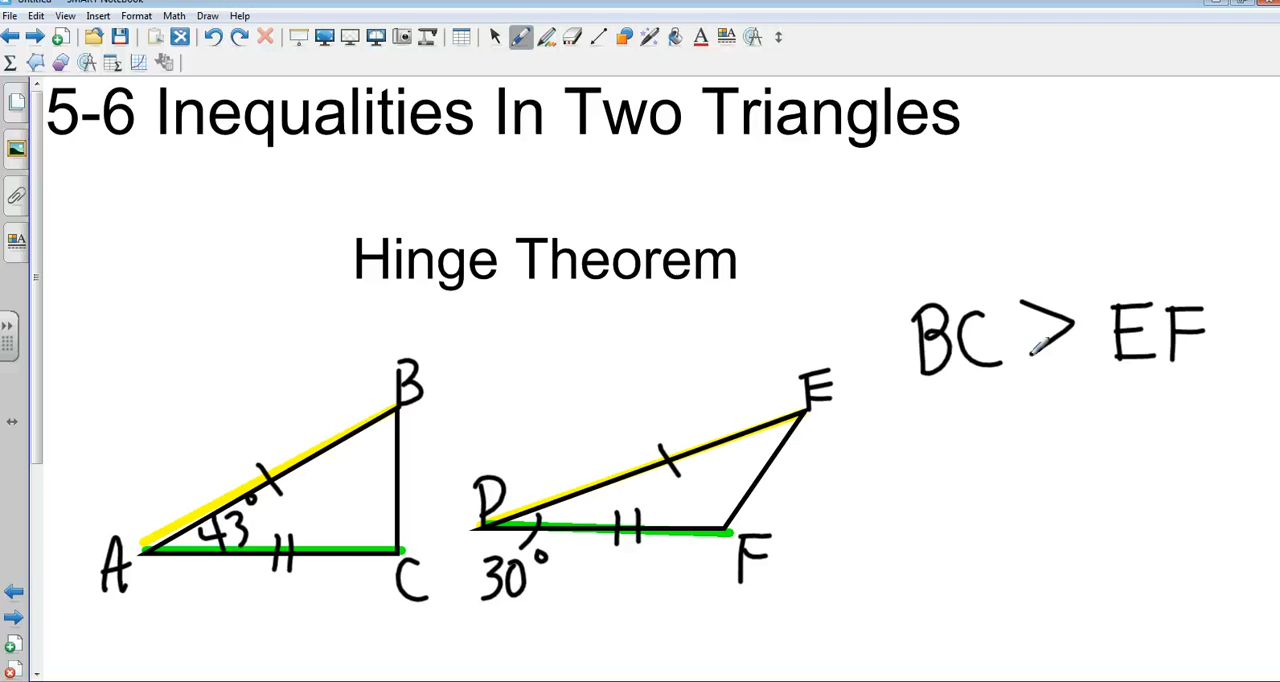 File Edit View Insert Format Math Draw Help
5-6 Inequalities In Two Triangles
Hinge Theorem
BC > EF
B
E
43°
D
A
C
30°
F